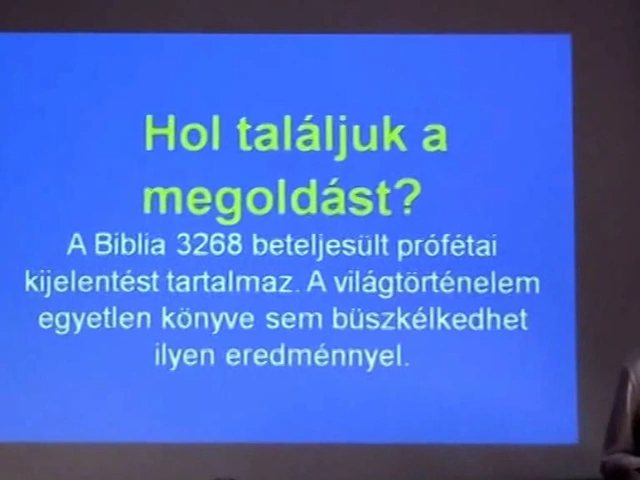 Hol találjuk a
megoldást?
A Biblia 3268 beteljesült prófétai
kijelentést tartalmaz. A világtörténelem
egyetlen könyve sem büszkélkedhet
ilyen eredménnyel.